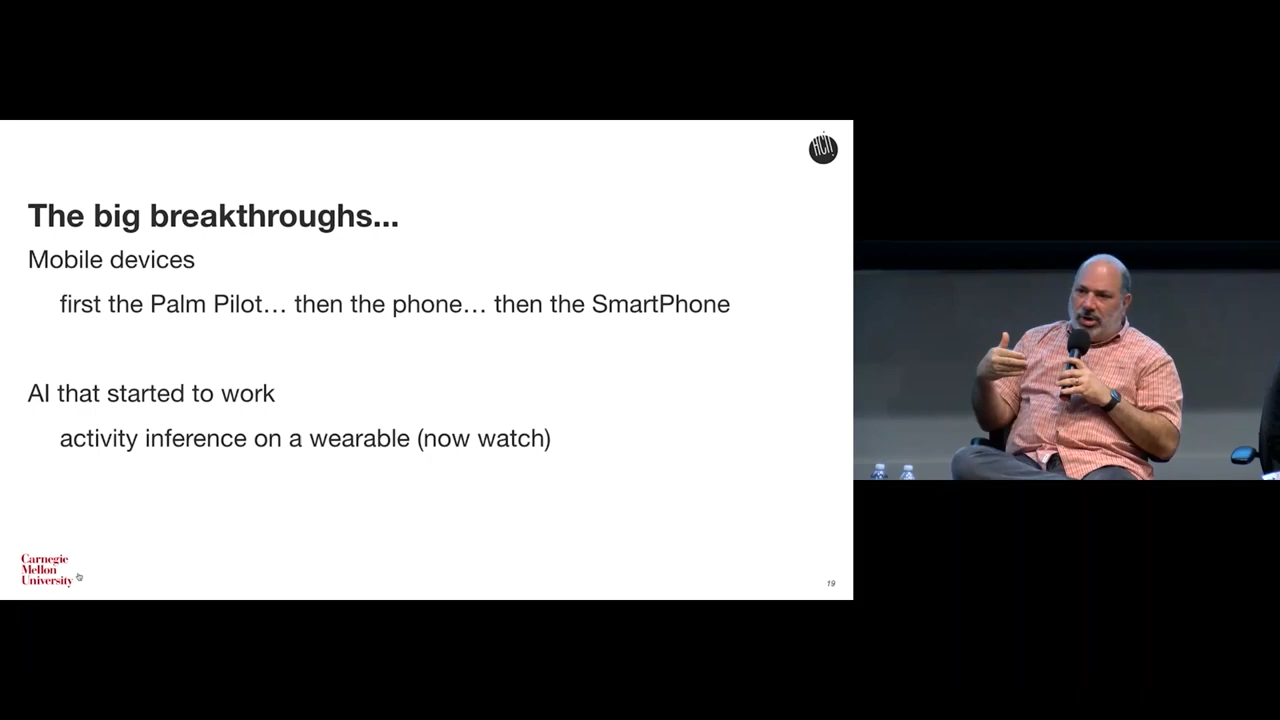 HCII
The big breakthroughs...
Mobile devices
first the Palm Pilot… then the phone… then the SmartPhone
AI that started to work
activity inference on a wearable (now watch)
Carnegie
Mellon
University
19